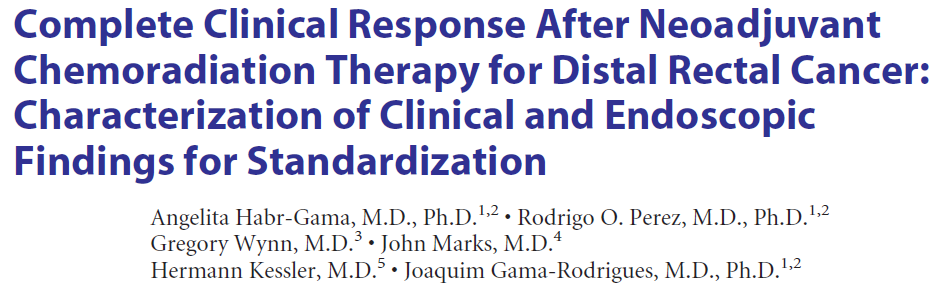 Complete Clinical Response After Neoadjuvant
Chemoradiation Therapy for Distal Rectal Cancer:
Characterization of Clinical and Endoscopic
Findings for Standardization
Angelita Habr-Gama, M.D., Ph.D.1,2 • Rodrigo O. Perez, M.D., Ph.D.1,2
Gregory Wynn, M.D.3 • John Marks, M.D.4
Hermann Kessler, M.D.5 • Joaquim Gama-Rodrigues, M.D., Ph.D.1,2